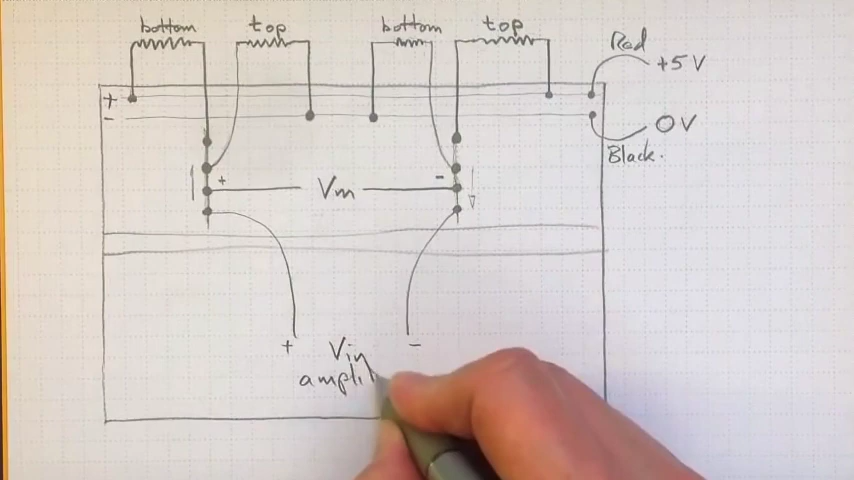 bottom top bottom top
Red
+5V
+
-
0V
Black.
+ Vm -
+ Vin -
ampli